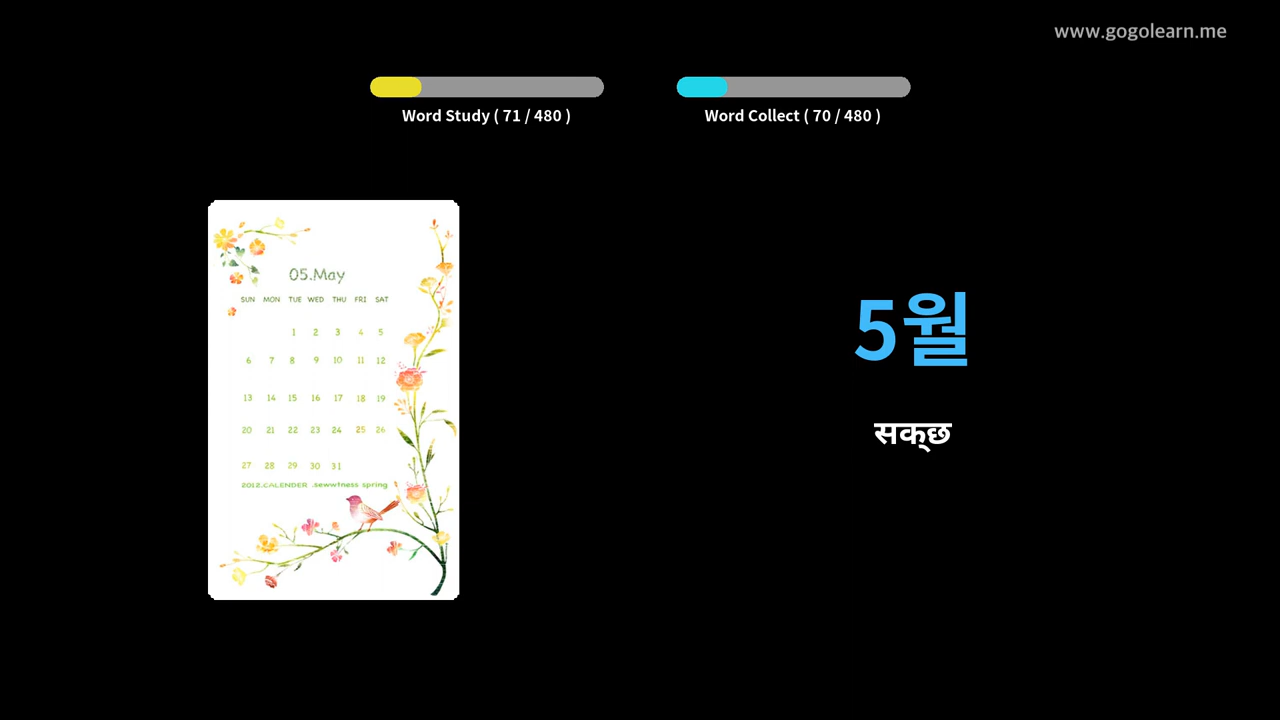 www.gogolearn.me
Word Study ( 71 / 480 )
Word Collect ( 70 / 480 )
05.May
SUN MON TUE WED THU FRI SAT
1 2 3 4 5
6 7 8 9 10 11 12
13 14 15 16 17 18 19
20 21 22 23 24 25 26
27 28 29 30 31
2012.CALENDER .sewwtness spring
5월
सक्छ